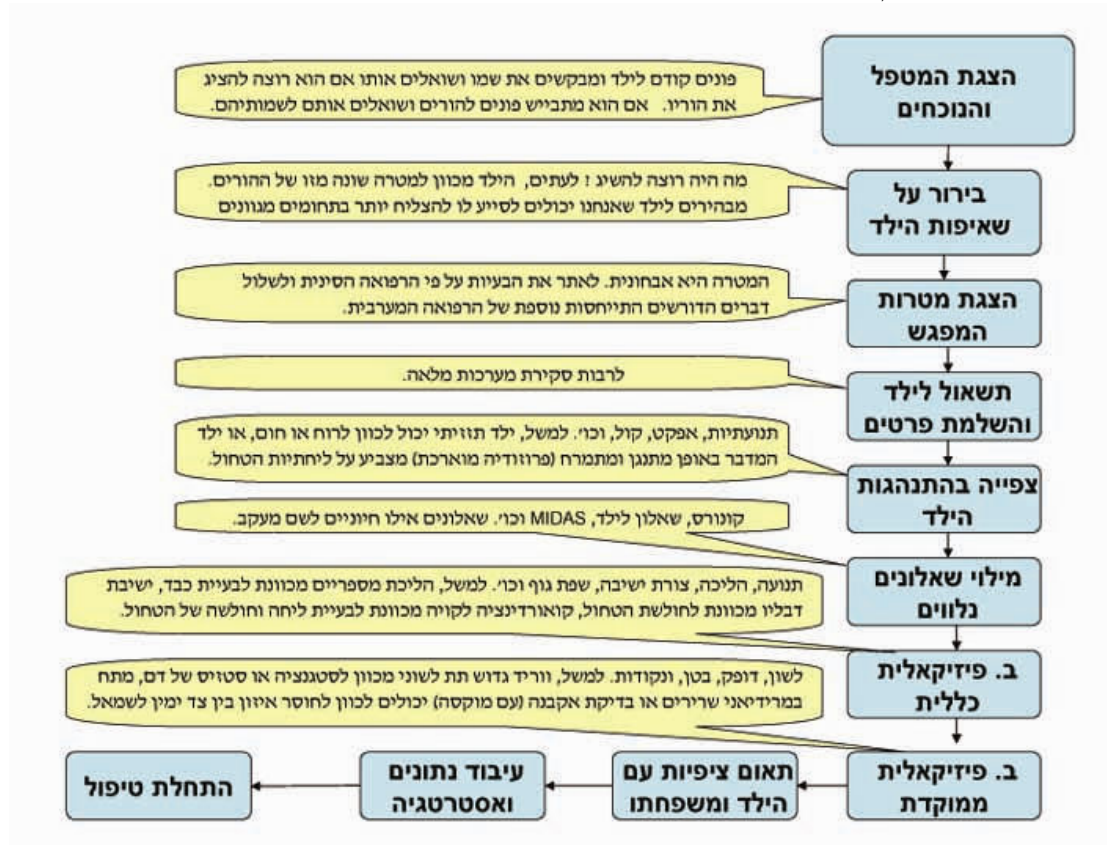 הצגת המטפל
והנוכחים
פונים קודם לילד ומבקשים את שמו ושואלים אותו אם הוא רוצה להציג
את הוריו. אם הוא מתבייש פונים להורים ושואלים אותם לשמותיהם.
בירור על
שאיפות הילד
מה היה רוצה להשיג ? לעתים, הילד מכוון למטרה שונה מזו של ההורים.
מבהירים לילד שאנחנו יכולים לסייע לו להצליח יותר בתחומים מגוונים
הצגת מטרות
המפגש
המטרה היא אבחונית. לאתר את הבעיות על פי הרפואה הסינית ולשלול
דברים הדורשים התייחסות נוספת של הרפואה המערבית.
תשאול לילד
והשלמת פרטים
לרבות סקירת מערכות מלאה.
צפייה בהתנהגות
הילד
תנועתיות, אפקט, קול, וכו'. למשל, ילד תזזיתי יכול לכוון לרוח או חום, או ילד
המדבר באופן מתנגן ומתמרח (פרוזודיה מוארכת) מצביע על ליחתיות הטחול.
מילוי שאלונים
נלווים
קונורס, שאלון לילד, MIDAS וכו'. שאלונים אילו חיוניים לשם מעקב.
ב. פיזיקאלית
כללית
תנועה, הליכה, צורת ישיבה, שפת גוף וכו'. למשל, הליכת מספריים מכוונת לבעיית כבד, ישיבת
דבליו מכוונת לחולשת הטחול, קואורדינציה לקויה מכוונת לבעיית ליחה וחולשה של הטחול.
ב. פיזיקאלית
ממוקדת
לשון, דופק, בטן, ונקודות. למשל, ווריד גדוש תת לשוני מכוון לסטגנציה או סטזיס של דם, מתח
במרידיאני שרירים או בדיקת אקבנה (עם מוקסה) יכולים לכוון לחוסר איזון בין צד ימין לשמאל.
תאום ציפיות עם
הילד ומשפחתו
עיבוד נתונים
ואסטרטגיה
התחלת טיפול